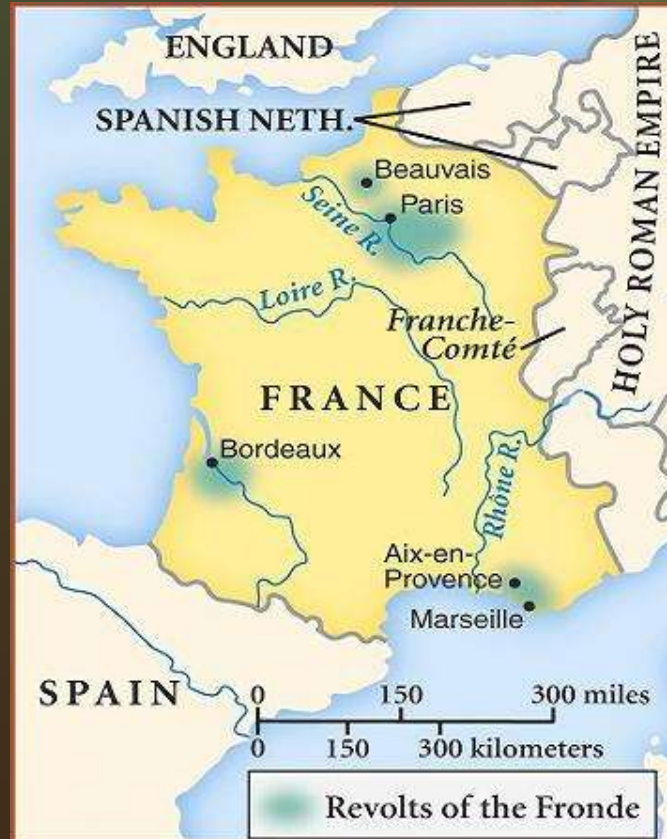 ENGLAND
SPANISH NETH.
Beauvais
Paris
Seine R.
Loire R.
Franche-
Comté
HOLY ROMAN EMPIRE
FRANCE
Bordeaux
Rhône R.
Aix-en-
Provence
Marseille
SPAIN
0 150 300 miles
0 150 300 kilometers
Revolts of the Fronde